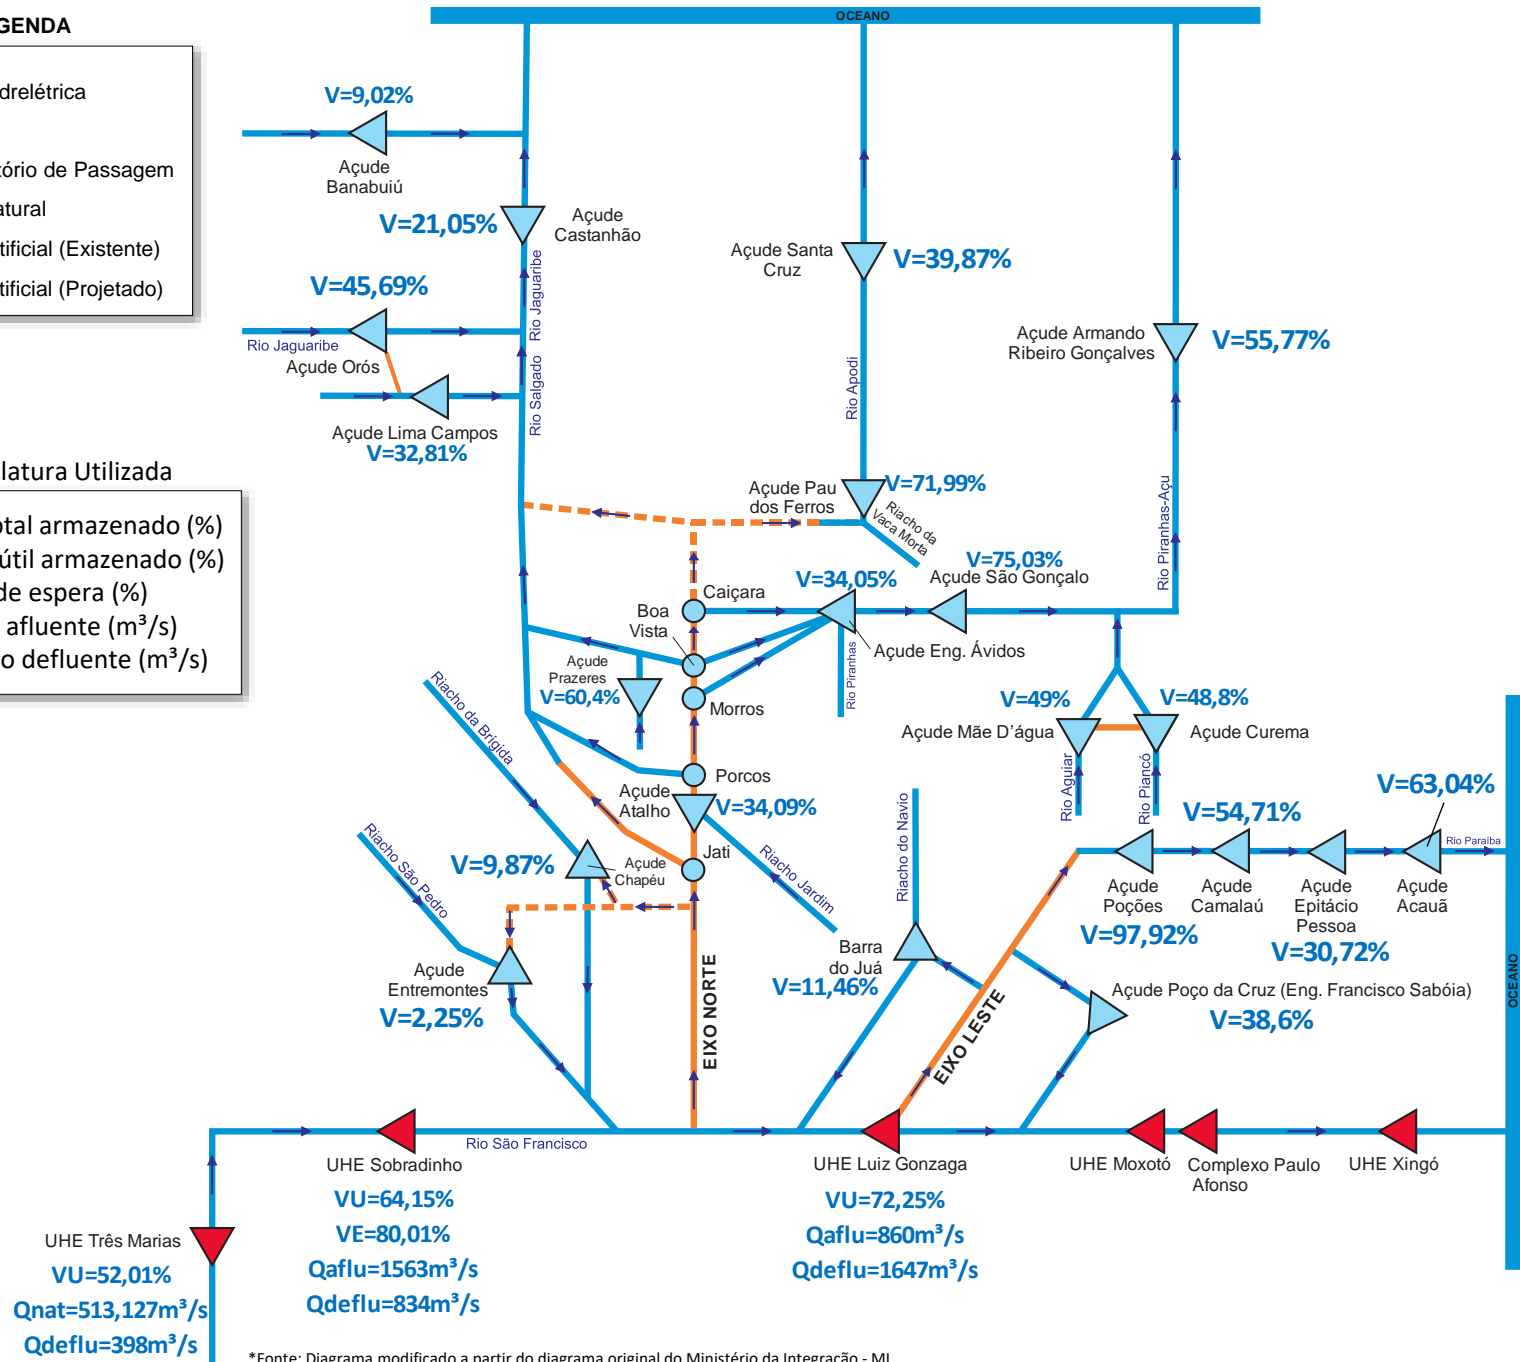 GENDA
drelétrica
tório de Passagem
atural
tificial (Existente)
tificial (Projetado)
clatura Utilizada
otal armazenado (%)
útil armazenado (%)
de espera (%)
afluente (m³/s)
o defluente (m³/s)
OCEANO
V=9,02%
Açude
Banabuiú
V=21,05%
Açude
Castanhão
Rio Jaguaribe
V=45,69%
Rio Jaguaribe
Açude Orós
Rio Salgado
Açude Lima Campos
V=32,81%
Açude Santa
Cruz
V=39,87%
Rio Apodi
Açude Armando
Ribeiro Gonçalves
V=55,77%
Rio Piranhas-Açu
Açude Pau
dos Ferros
V=71,99%
Riacho da
Vaca Morta
V=75,03%
Açude São Gonçalo
V=34,05%
Caiçara
Boa
Vista
Açude Eng. Ávidos
Rio Piranhas
Açude
Prazeres
V=60,4%
Morros
Riacho da Brígida
Porcos
Açude
Atalho
V=34,09%
Jati
Riacho Jardim
V=9,87%
Açude
Chapéu
Riacho São Pedro
Açude
Entremontes
V=2,25%
EIXO NORTE
V=49%
V=48,8%
Açude Mãe D'água
Açude Curema
Rio Aguiar
Rio Piancó
V=63,04%
V=54,71%
Rio Paraíba
Açude
Poções
V=97,92%
Açude
Camalaú
Açude
Epitácio
Pessoa
V=30,72%
Açude
Acauã
Riacho do Navio
Barra
do Juá
V=11,46%
EIXO LESTE
Açude Poço da Cruz (Eng. Francisco Sabóia)
V=38,6%
OCEANO
Rio São Francisco
UHE Sobradinho
VU=64,15%
VE=80,01%
Qaflu=1563m³/s
Qdeflu=834m³/s
UHE Luiz Gonzaga
VU=72,25%
Qaflu=860m³/s
Qdeflu=1647m³/s
UHE Moxotó
Complexo Paulo
Afonso
UHE Xingó
UHE Três Marias
VU=52,01%
Qnat=513,127m³/s
Qdeflu=398m³/s
*Fonte: Diagrama modificado a partir do diagrama original do Ministério da Integração - MI